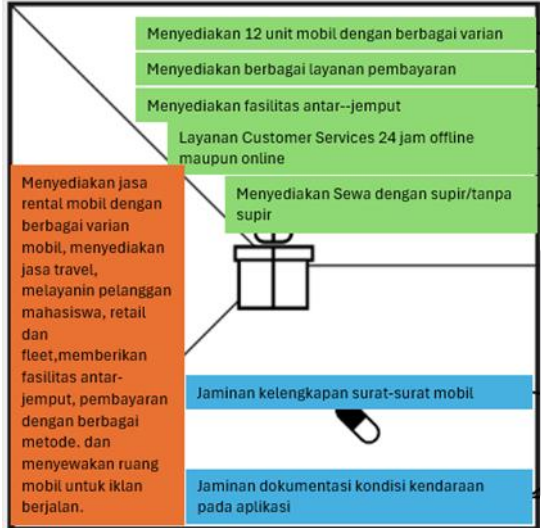 Menyediakan 12 unit mobil dengan berbagai varian
Menyediakan berbagai layanan pembayaran
Menyediakan fasilitas antar--jemput
Layanan Customer Services 24 jam offline
maupun online
Menyediakan Sewa dengan supir/tanpa
supir
Menyediakan jasa
rental mobil dengan
berbagai varian
mobil, menyediakan
jasa travel,
melayanin pelanggan
mahasiswa, retail
dan
fleet,memberikan
fasilitas antar-
jemput, pembayaran
dengan berbagai
metode. dan
menyewakan ruang
mobil untuk iklan
berjalan.
Jaminan kelengkapan surat-surat mobil
Jaminan dokumentasi kondisi kendaraan
pada aplikasi